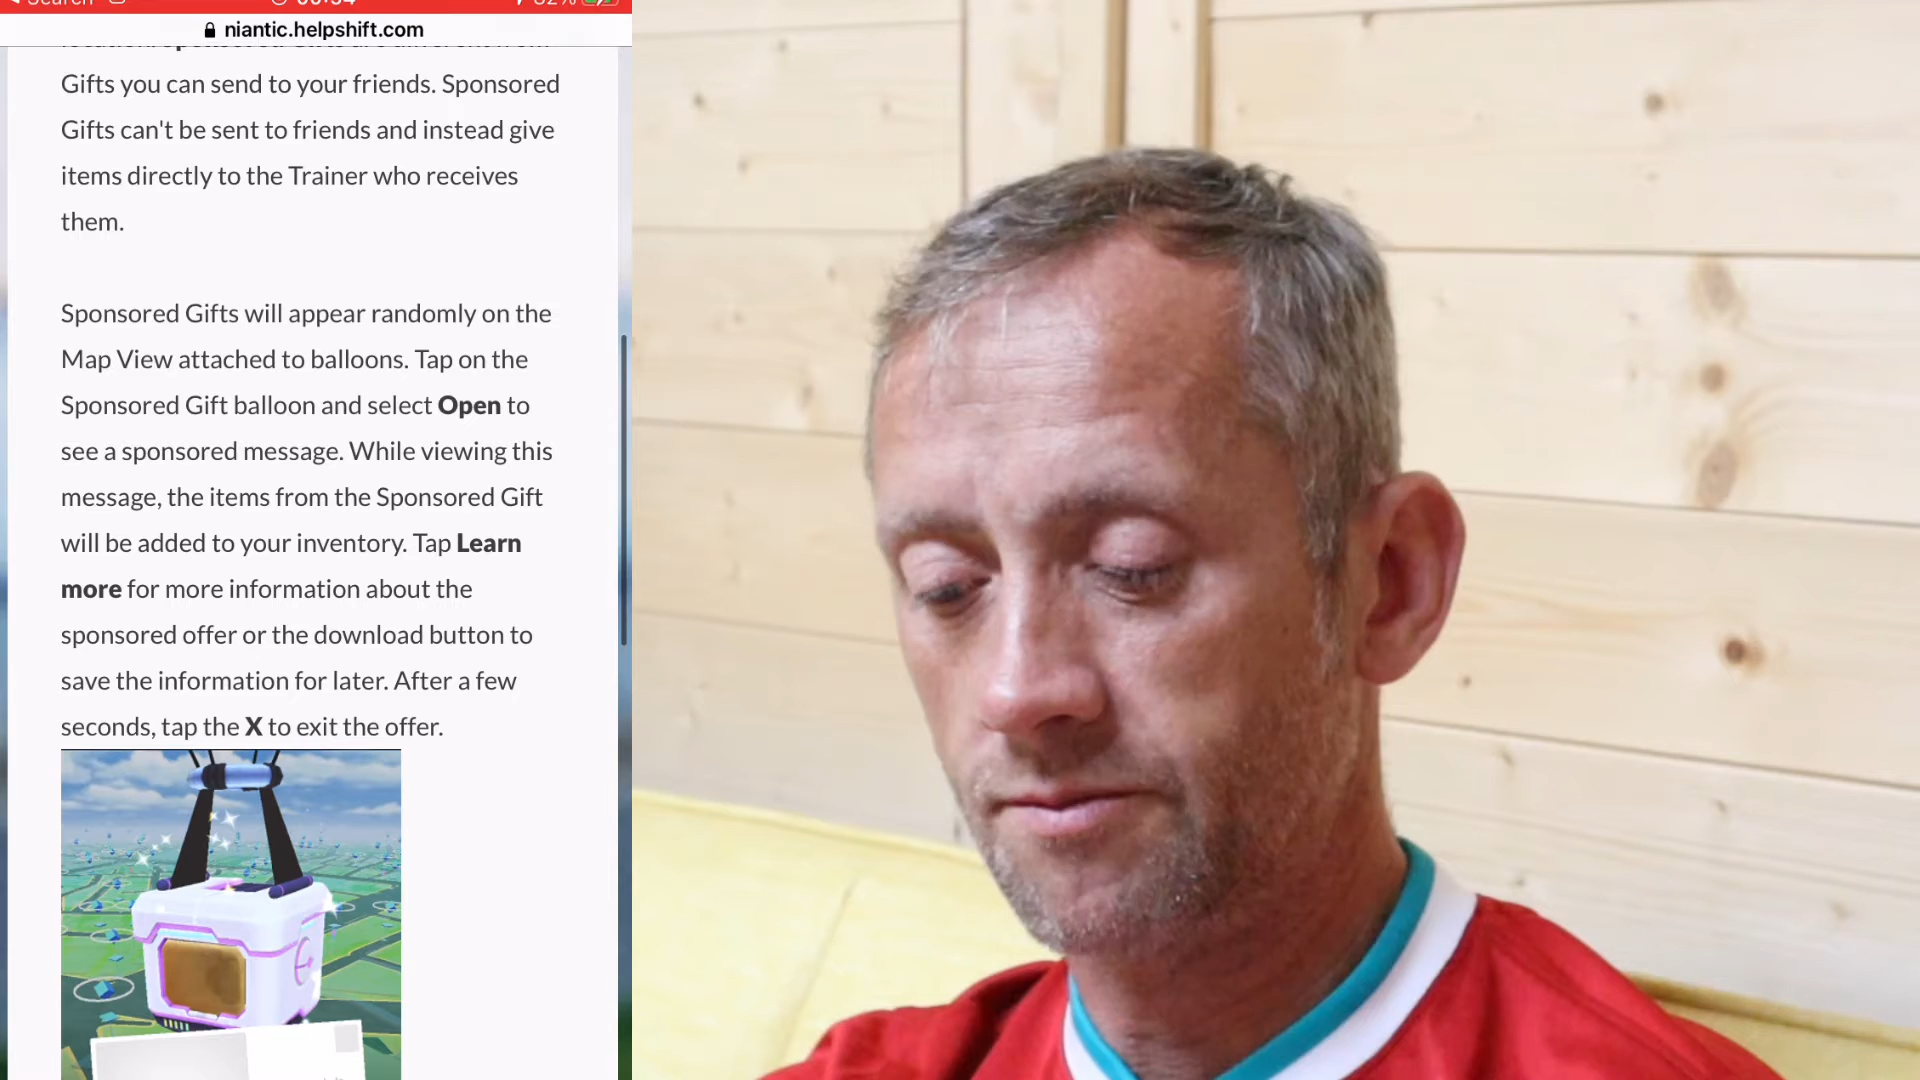 niantic.helpshift.com
Gifts you can send to your friends. Sponsored
Gifts can't be sent to friends and instead give
items directly to the Trainer who receives
them.
Sponsored Gifts will appear randomly on the
Map View attached to balloons. Tap on the
Sponsored Gift balloon and select Open to
see a sponsored message. While viewing this
message, the items from the Sponsored Gift
will be added to your inventory. Tap Learn
more for more information about the
sponsored offer or the download button to
save the information for later. After a few
seconds, tap the X to exit the offer.